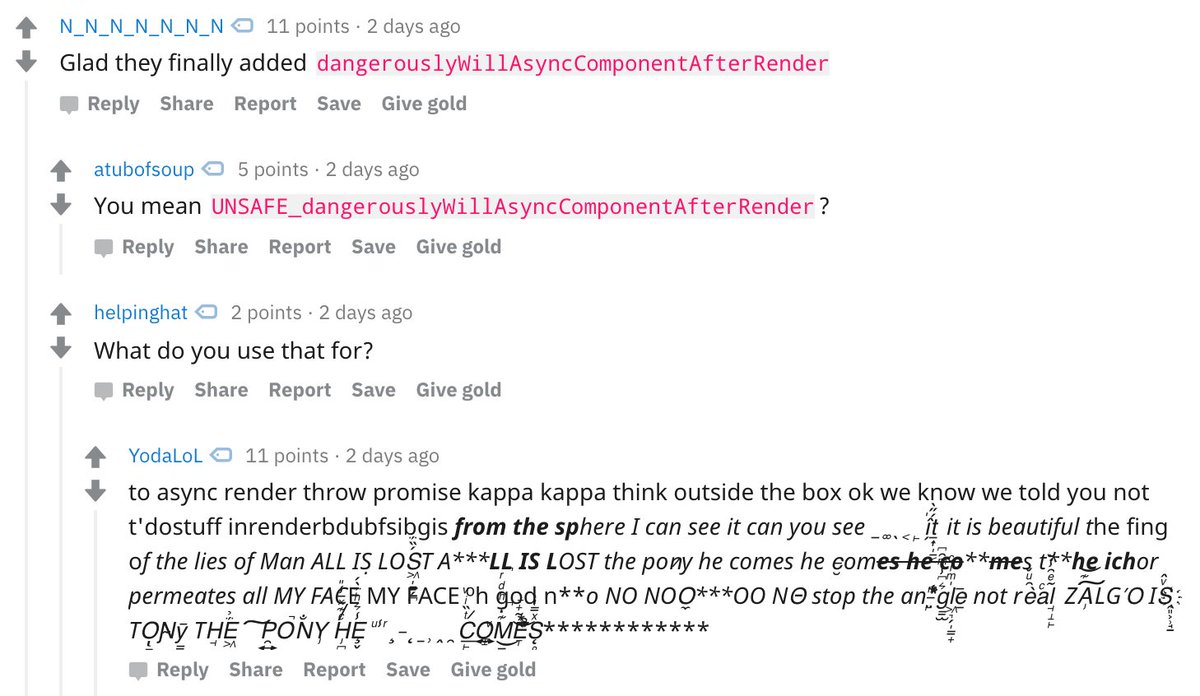 N_N_N_N_N_N_N 11 points · 2 days ago
Glad they finally added dangerouslyWillAsyncComponentAfterRender
Reply Share Report Save Give gold
atubofsoup 5 points · 2 days ago
You mean UNSAFE_dangerouslyWillAsyncComponentAfterRender ?
Reply Share Report Save Give gold
helpinghat 2 points · 2 days ago
What do you use that for?
Reply Share Report Save Give gold
YodaLoL 11 points · 2 days ago
to async render throw promise kappa kappa think outside the box ok we know we told you not
t'dostuff inrenderbdubfsibgis from the sphere I can see it can you see it it is beautiful the fing
of the lies of Man ALL IS LOST A***LL IS LOST the pony he comes he comes he co**mes t**he ichor
permeates all MY FACE MY FACE oh god n**o NO NOO***OO NΘ stop the an gle not real ZALG'O IS
TONy THE PONY HE COMES************
Reply Share Report Save Give gold